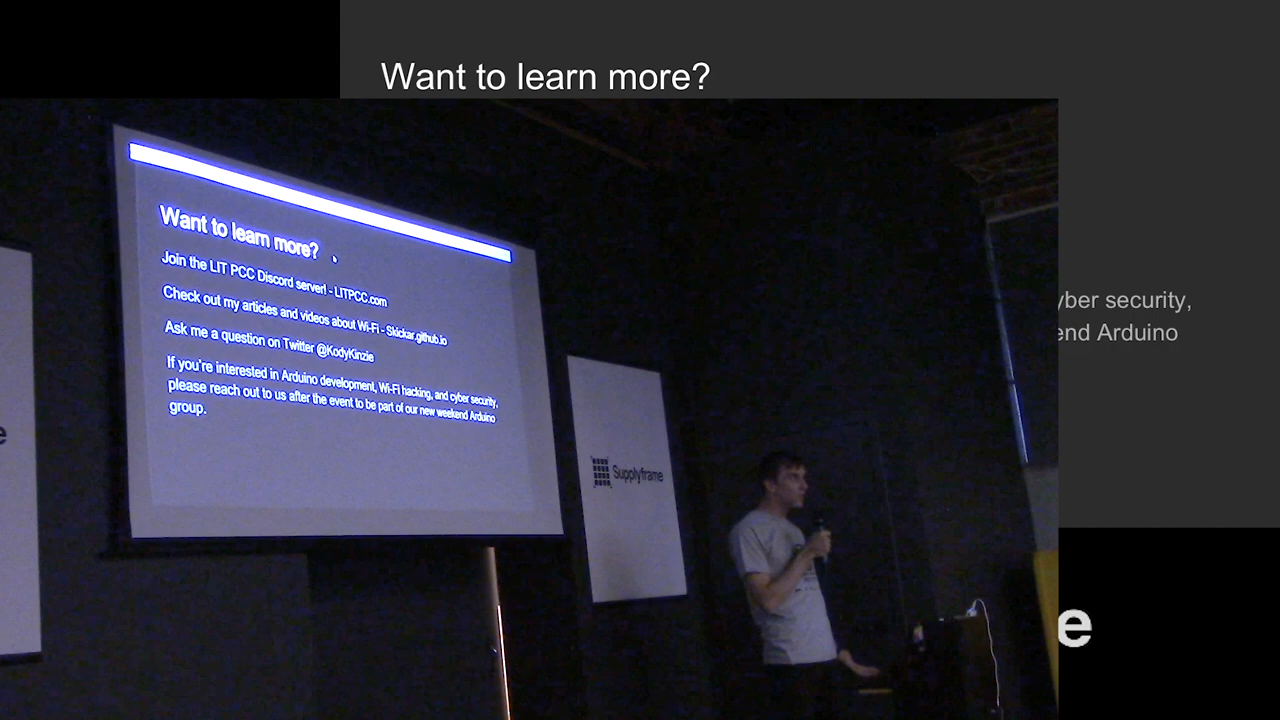 Want to learn more?
Want to learn more?
Join the LIT PCC Discord server! - LITPCC.com
Check out my articles and videos about Wi-Fi - Skickar.github.io
Ask me a question on Twitter @KodyKinzie
If you're interested in Arduino development, Wi-Fi hacking, and cyber security,
please reach out to us after the event to be part of our new weekend Arduino
group.
Supplyframe
yber security,
end Arduino
e
e